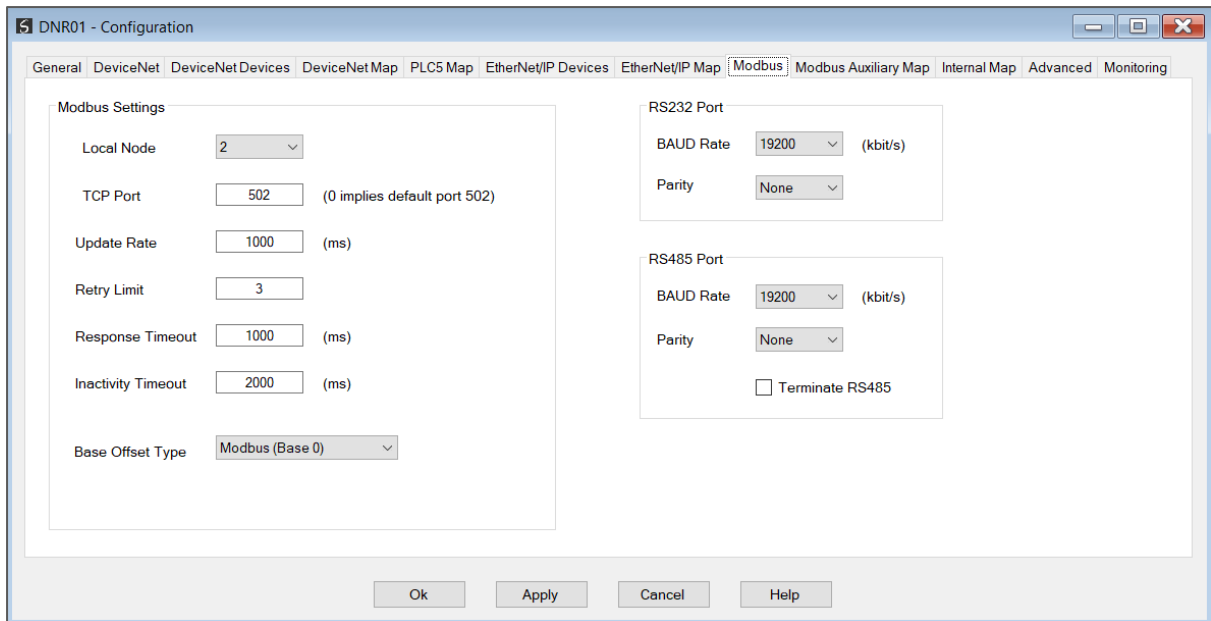 DNR01 - Configuration
General DeviceNet DeviceNet Devices DeviceNet Map PLC5 Map EtherNet/IP Devices EtherNet/IP Map Modbus Modbus Auxiliary Map Internal Map Advanced Monitoring
Modbus Settings
Local Node 2
TCP Port 502 (0 implies default port 502)
Update Rate 1000 (ms)
Retry Limit 3
Response Timeout 1000 (ms)
Inactivity Timeout 2000 (ms)
Base Offset Type Modbus (Base 0)
RS232 Port
BAUD Rate 19200 (kbit/s)
Parity None
RS485 Port
BAUD Rate 19200 (kbit/s)
Parity None
Terminate RS485
Ok Apply Cancel Help